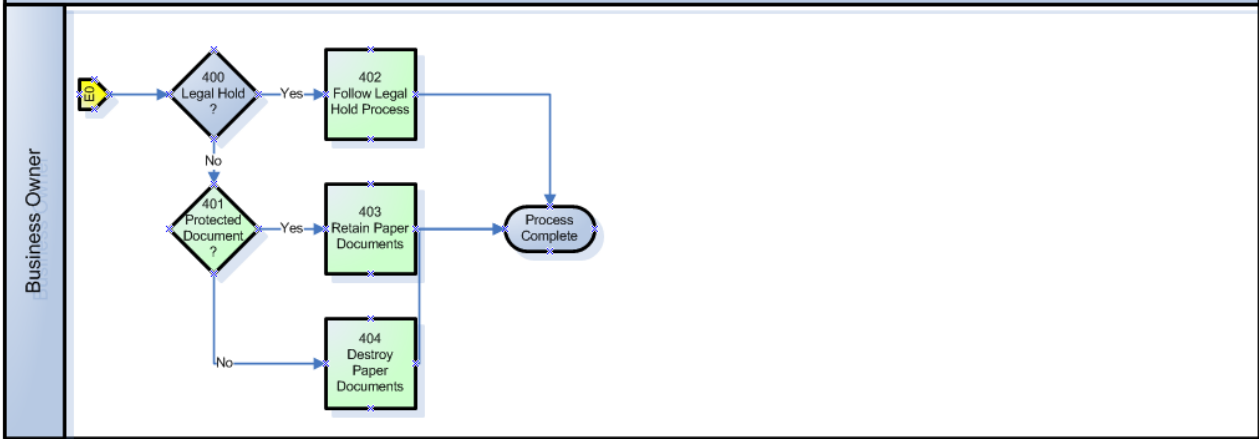 Business Owner
E0
400
Legal Hold
?
Yes
402
Follow Legal
Hold Process
No
401
Protected
Document
?
Yes
403
Retain Paper
Documents
Process
Complete
No
404
Destroy
Paper
Documents